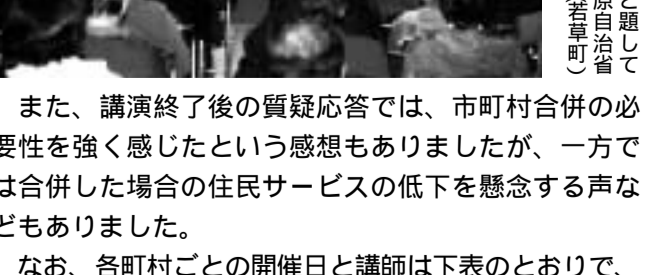 と題して
原自治省
（若草町）
また、講演終了後の質疑応答では、市町村合併の必
要性を強く感じたという感想もありましたが、一方で
は合併した場合の住民サービスの低下を懸念する声な
どもありました。
なお、各町村ごとの開催日と講師は下表のとおりで、